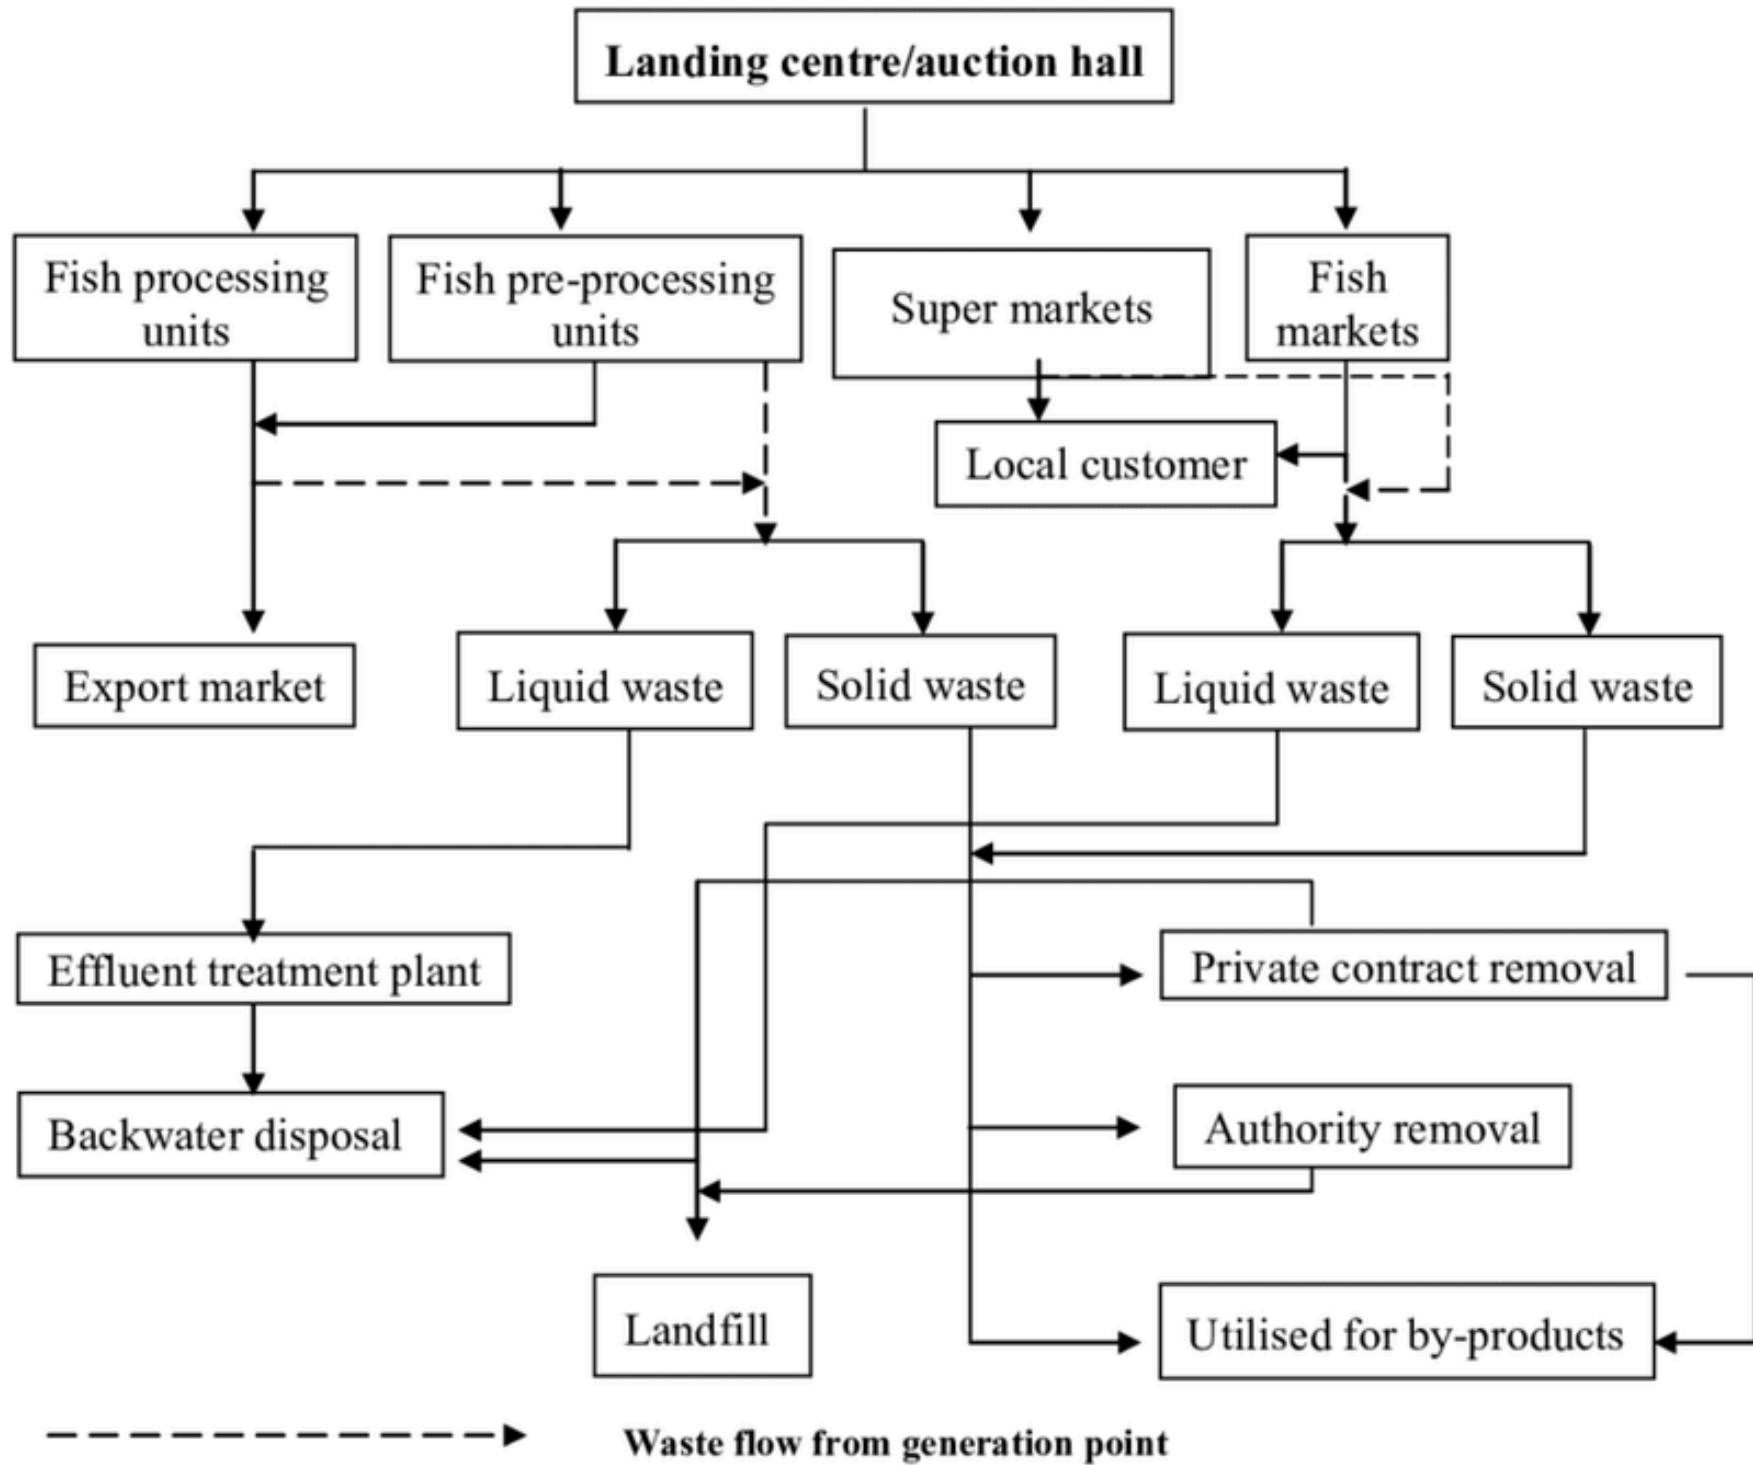 Landing centre/auction hall
Fish processing
units
Fish pre-processing
units
Super markets
Fish
markets
Local customer
Export market
Liquid waste
Solid waste
Liquid waste
Solid waste
Effluent treatment plant
Private contract removal
Backwater disposal
Authority removal
Landfill
Utilised for by-products
Waste flow from generation point